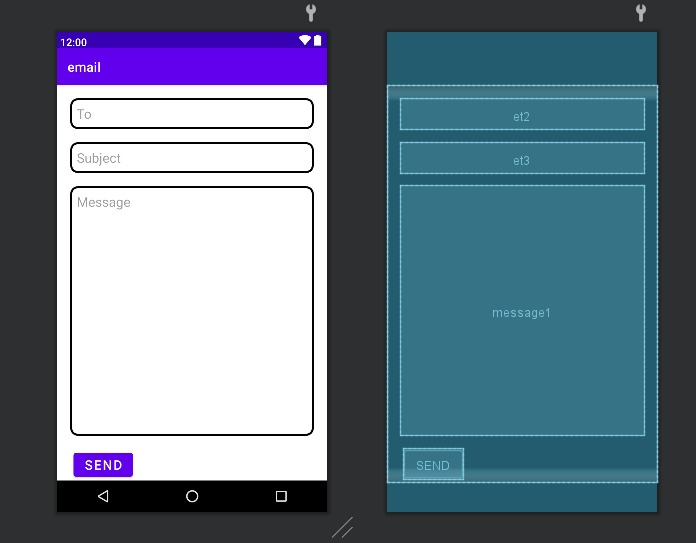 12:00
email
To
Subject
Message
SEND
et2
et3
message1
SEND